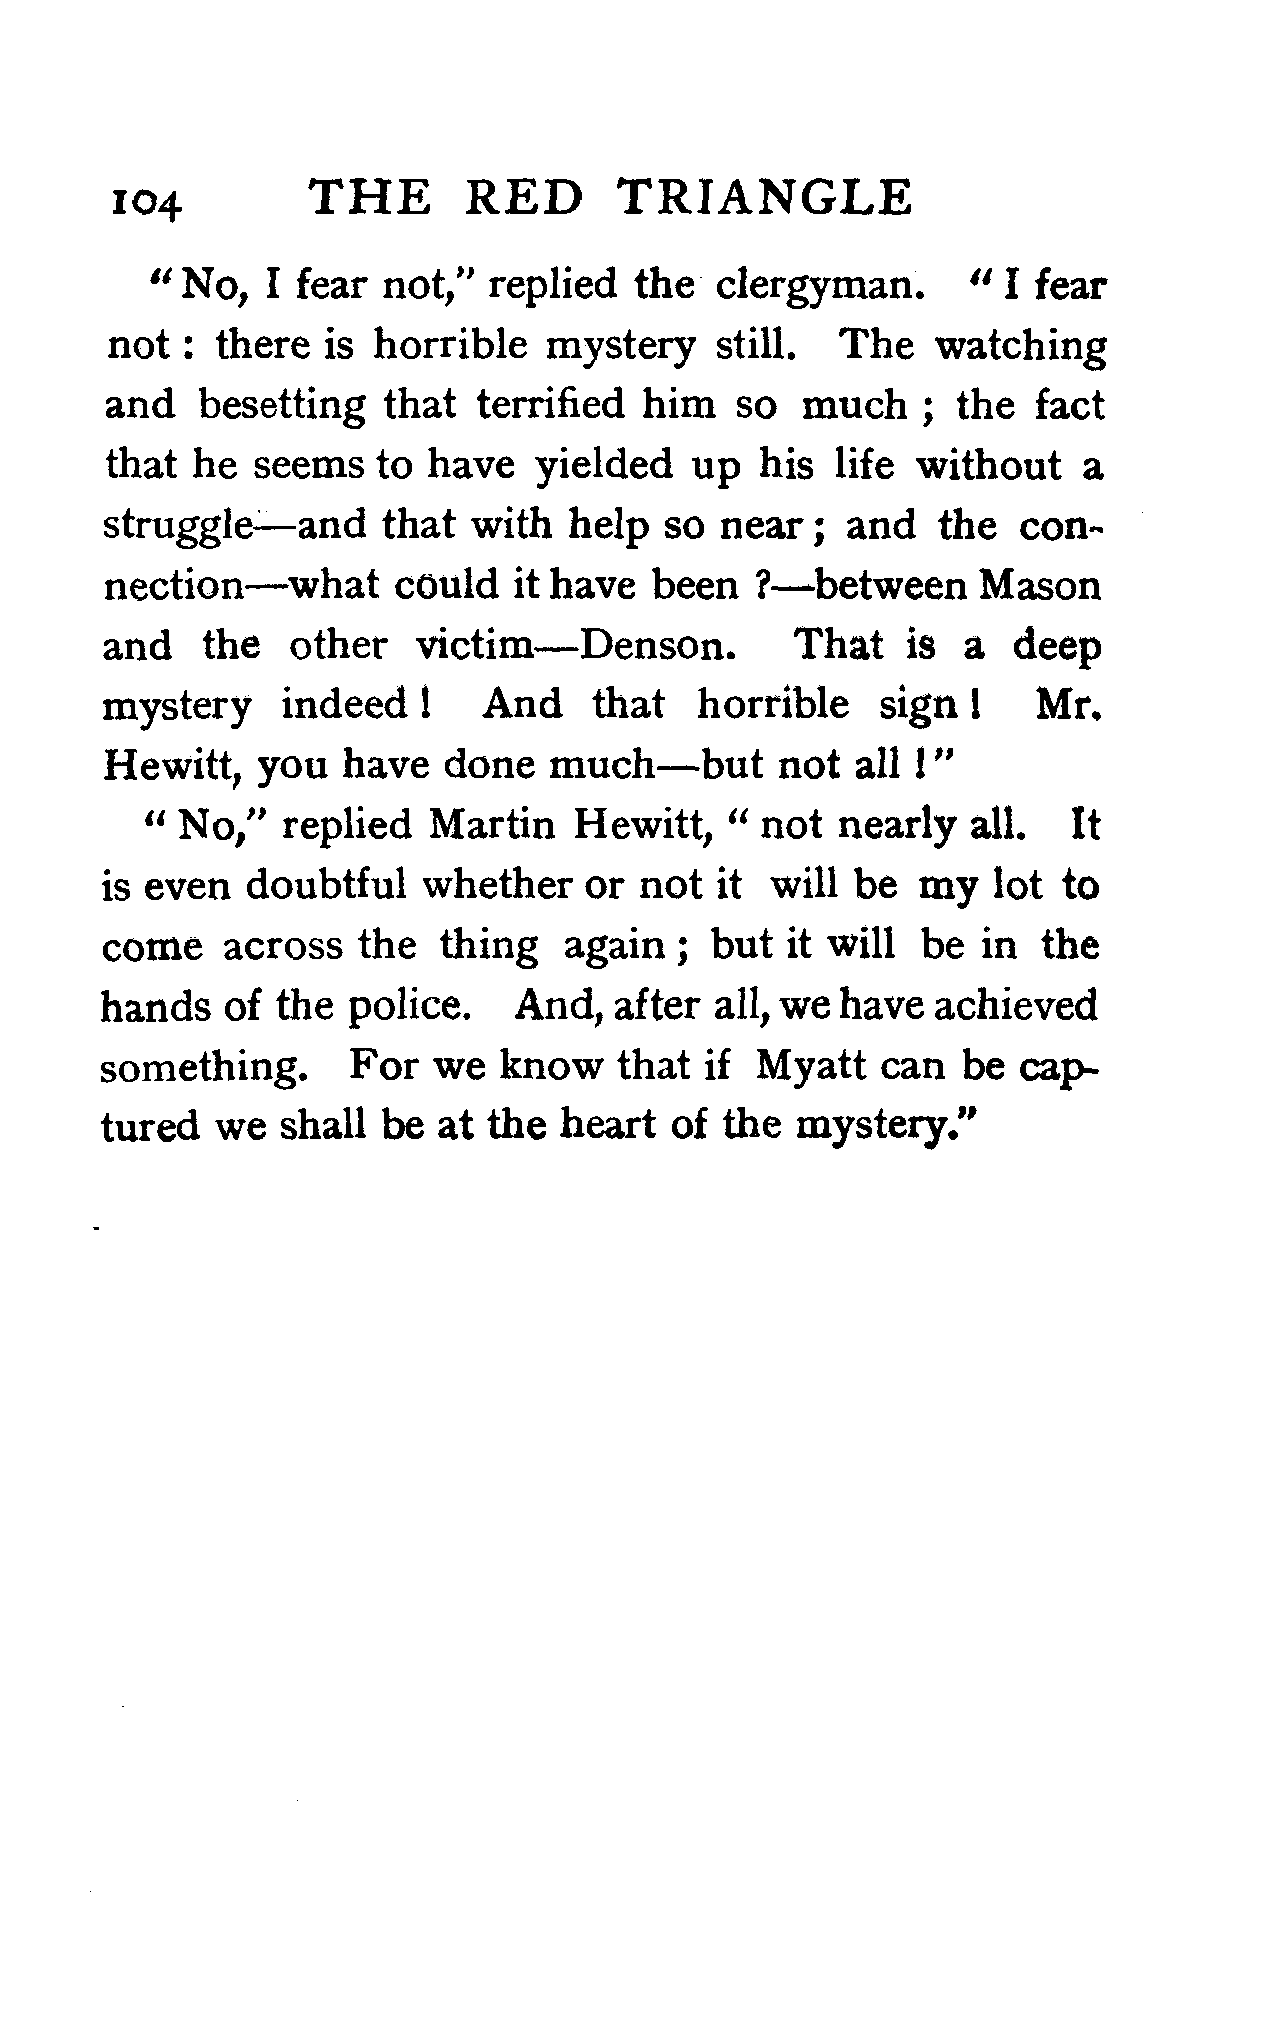 104 THE RED TRIANGLE
"No, I fear not," replied the clergyman. "I fear
not: there is horrible mystery still. The watching
and besetting that terrified him so much; the fact
that he seems to have yielded up his life without a
struggle—and that with help so near; and the con-
nection—what could it have been?—between Mason
and the other victim—Denson. That is a deep
mystery indeed! And that horrible sign! Mr.
Hewitt, you have done much—but not all!"
"No," replied Martin Hewitt, "not nearly all. It
is even doubtful whether or not it will be my lot to
come across the thing again; but it will be in the
hands of the police. And, after all, we have achieved
something. For we know that if Myatt can be cap-
tured we shall be at the heart of the mystery."